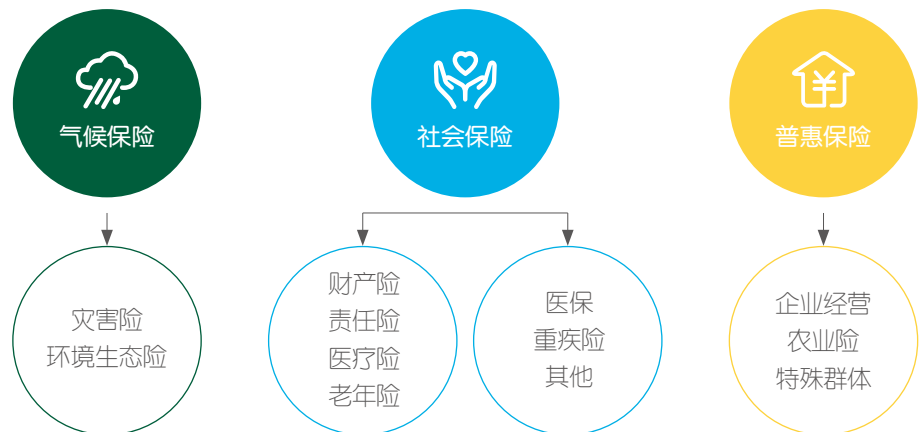 气候保险
社会保险
普惠保险
灾害险
环境生态险
财产险
责任险
医疗险
老年险
医保
重疾险
其他
企业经营
农业险
特殊群体